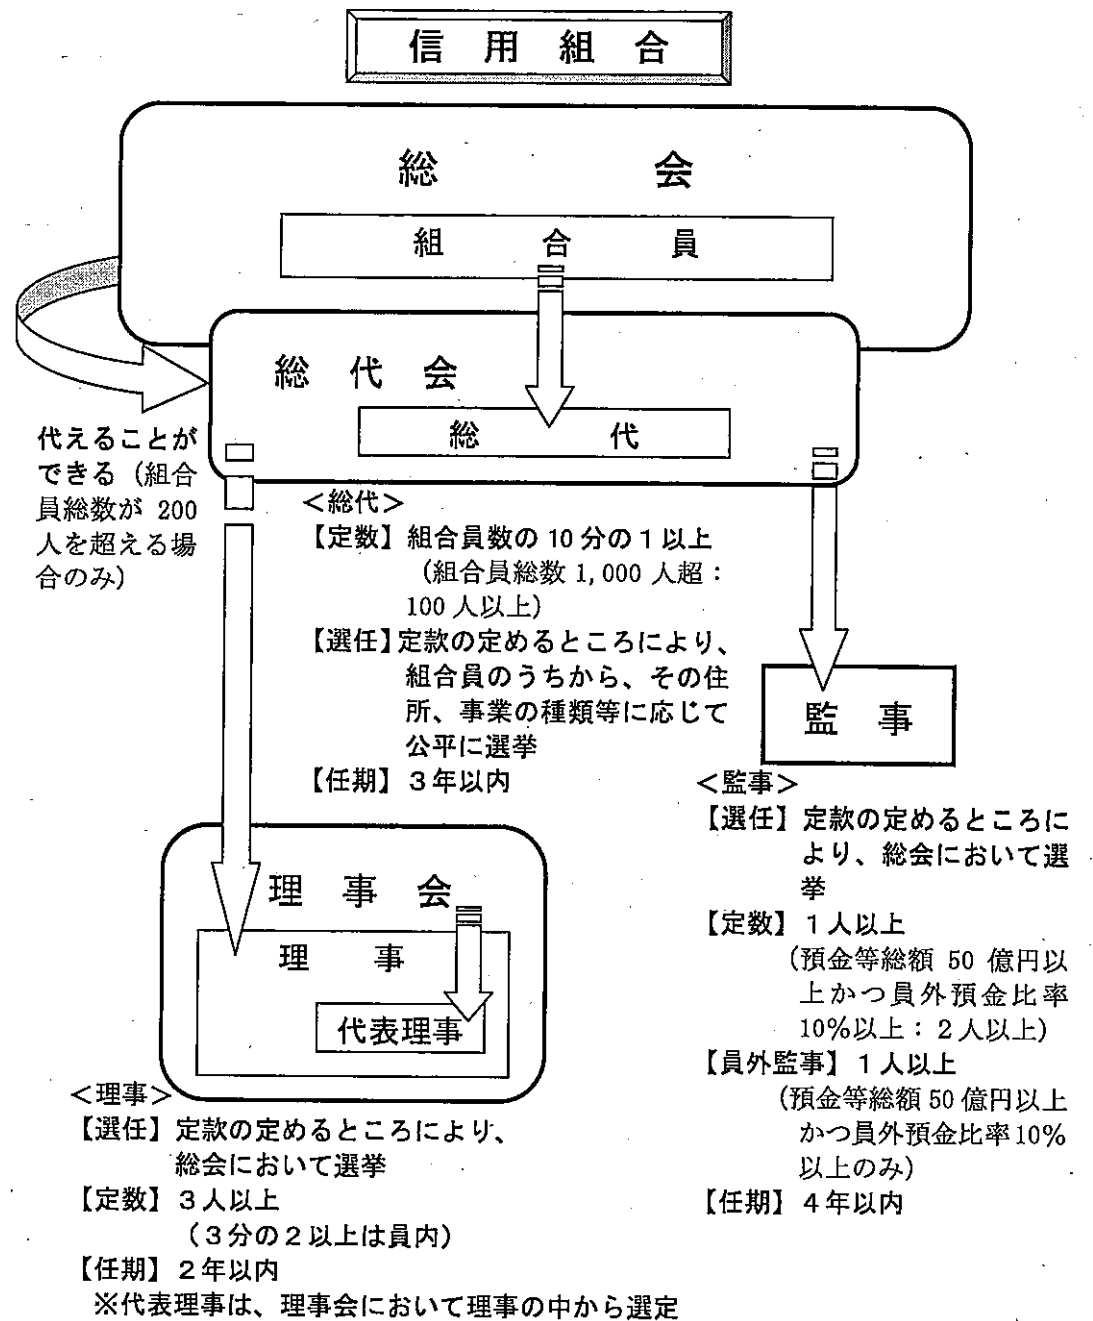 信用組合
総会
組合員
総代会
総代
代えることが
できる（組合
員総数が 200
人を超える場
合のみ）
＜総代＞
【定数】組合員数の 10 分の 1 以上
（組合員総数 1,000 人超：
100 人以上）
【選任】定款の定めるところにより、
組合員のうちから、その住
所、事業の種類等に応じて
公平に選挙
【任期】３年以内
監事
＜監事＞
【選任】定款の定めるところに
より、総会において選
挙
【定数】１人以上
（預金等総額 50 億円以
上かつ員外預金比率
10％以上：２人以上）
【員外監事】１人以上
（預金等総額 50 億円以上
かつ員外預金比率 10％
以上のみ）
【任期】４年以内
理事会
理事
代表理事
＜理事＞
【選任】定款の定めるところにより、
総会において選挙
【定数】３人以上
（３分の２以上は員内）
【任期】２年以内
※代表理事は、理事会において理事の中から選定